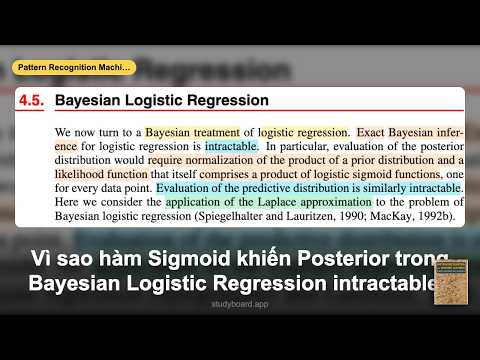 Pattern Recognition Machi...
Regression
4.5. Bayesian Logistic Regression
We now turn to a Bayesian treatment of logistic regression. Exact Bayesian infer-
ence for logistic regression is intractable. In particular, evaluation of the posterior
distribution would require normalization of the product of a prior distribution and a
likelihood function that itself comprises a product of logistic sigmoid functions, one
for every data point. Evaluation of the predictive distribution is similarly intractable.
Here we consider the application of the Laplace approximation to the problem of
Bayesian logistic regression (Spiegelhalter and Lauritzen, 1990; MacKay, 1992b).
Vì sao hàm Sigmoid khiến Posterior trong
Bayesian Logistic Regression intractable
studyboard.app